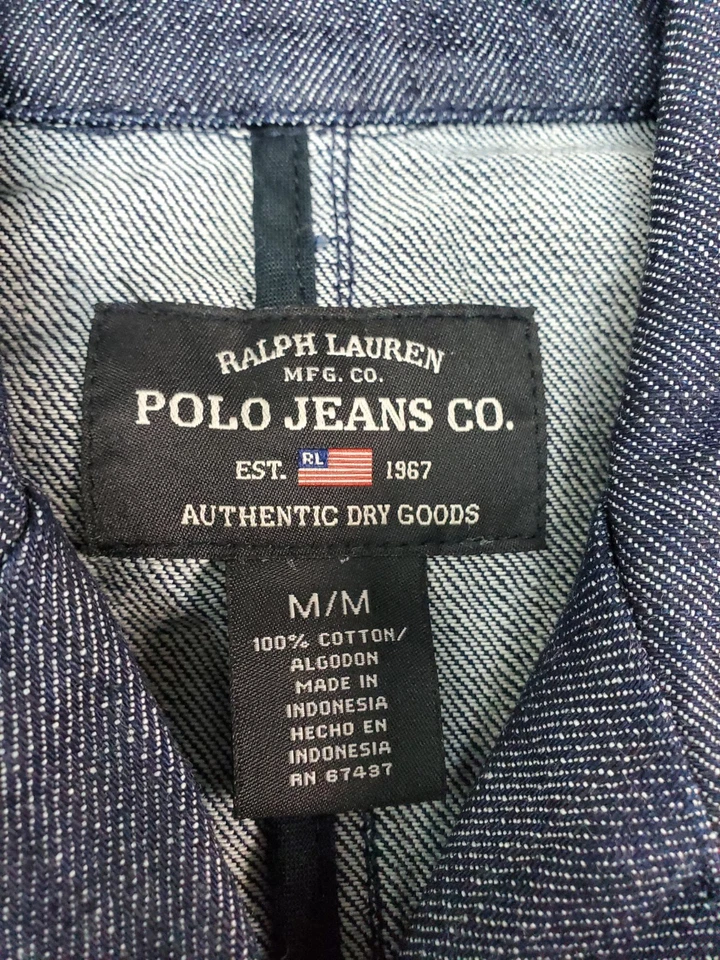 RALPH LAUREN
MFG. CO.
POLO JEANS CO.
EST. RL 1967
AUTHENTIC DRY GOODS
M/M
100% COTTON/
ALGODON
MADE IN
INDONESIA
HECHO EN
INDONESIA
RN 67437